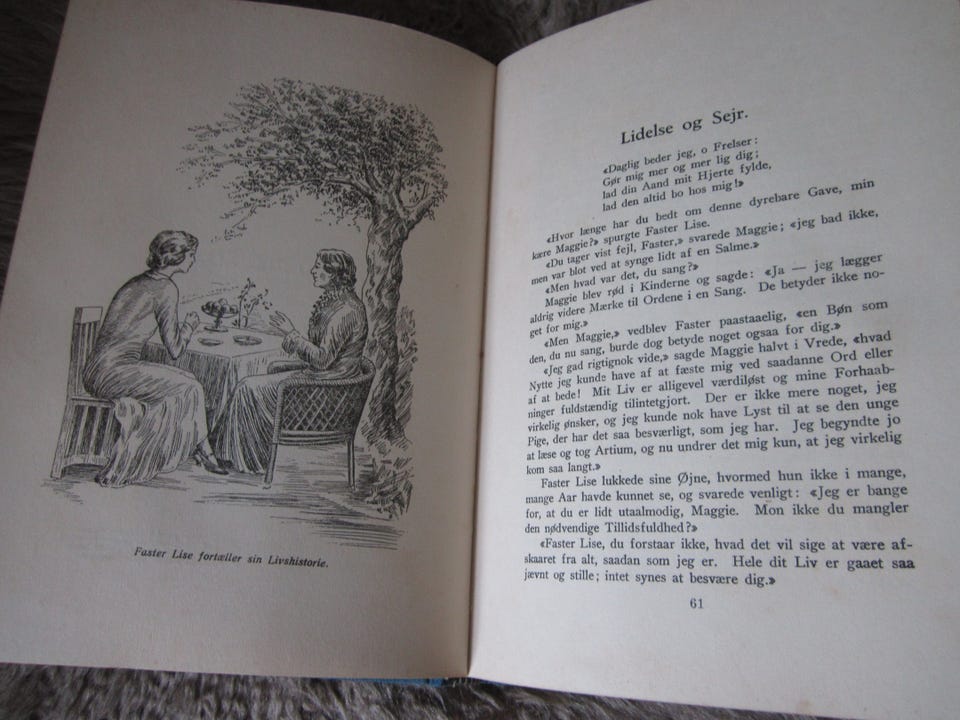 Faster Lise fortæller sin Livshistorie.
Lidelse og Sejr.
«Daglig beder jeg, o Frelser:
Gør mig mer og mer lig dig;
lad din Aand mit Hjerte fylde,
lad den altid bo hos mig!»
«Hvor længe har du bedt om denne dyrebare Gave, min
kære Maggie?» spurgte Faster Lise.
«Du tager vist fejl, Faster,» svarede Maggie; «jeg bad ikke,
men var blot ved at synge lidt af en Salme.»
«Men hvad var det, du sang?»
Maggie blev rød i Kinderne og sagde: «Ja — jeg lægger
aldrig videre Mærke til Ordene i en Sang. De betyder ikke no-
get for mig.»
«Men Maggie,» vedblev Faster paastaaelig, «en Bøn som
den, du nu sang, burde dog betyde noget ogsaa for dig.»
«Jeg gad rigtignok vide,» sagde Maggie halvt i Vrede, «hvad
Nytte jeg kunde have af at fæste mig ved saadanne Ord eller
af at bede! Mit Liv er alligevel værdiløst og mine Forhaab-
ninger fuldstændig tilintetgjort. Der er ikke mere noget, jeg
virkelig ønsker, og jeg kunde nok have Lyst til at se den unge
Pige, der har det saa besværligt, som jeg har. Jeg begyndte jo
at læse og tog Artium, og nu undrer det mig kun, at jeg virkelig
kom saa langt.»
Faster Lise lukkede sine Øjne, hvormed hun ikke i mange,
mange Aar havde kunnet se, og svarede venligt: «Jeg er bange
for, at du er lidt utaalmodig, Maggie. Mon ikke du mangler
den nødvendige Tillidsfuldhed?»
«Faster Lise, du forstaar ikke, hvad det vil sige at være af-
skaaret fra alt, saadan som jeg er. Hele dit Liv er gaaet saa
jævnt og stille; intet synes at besvære dig.»
61